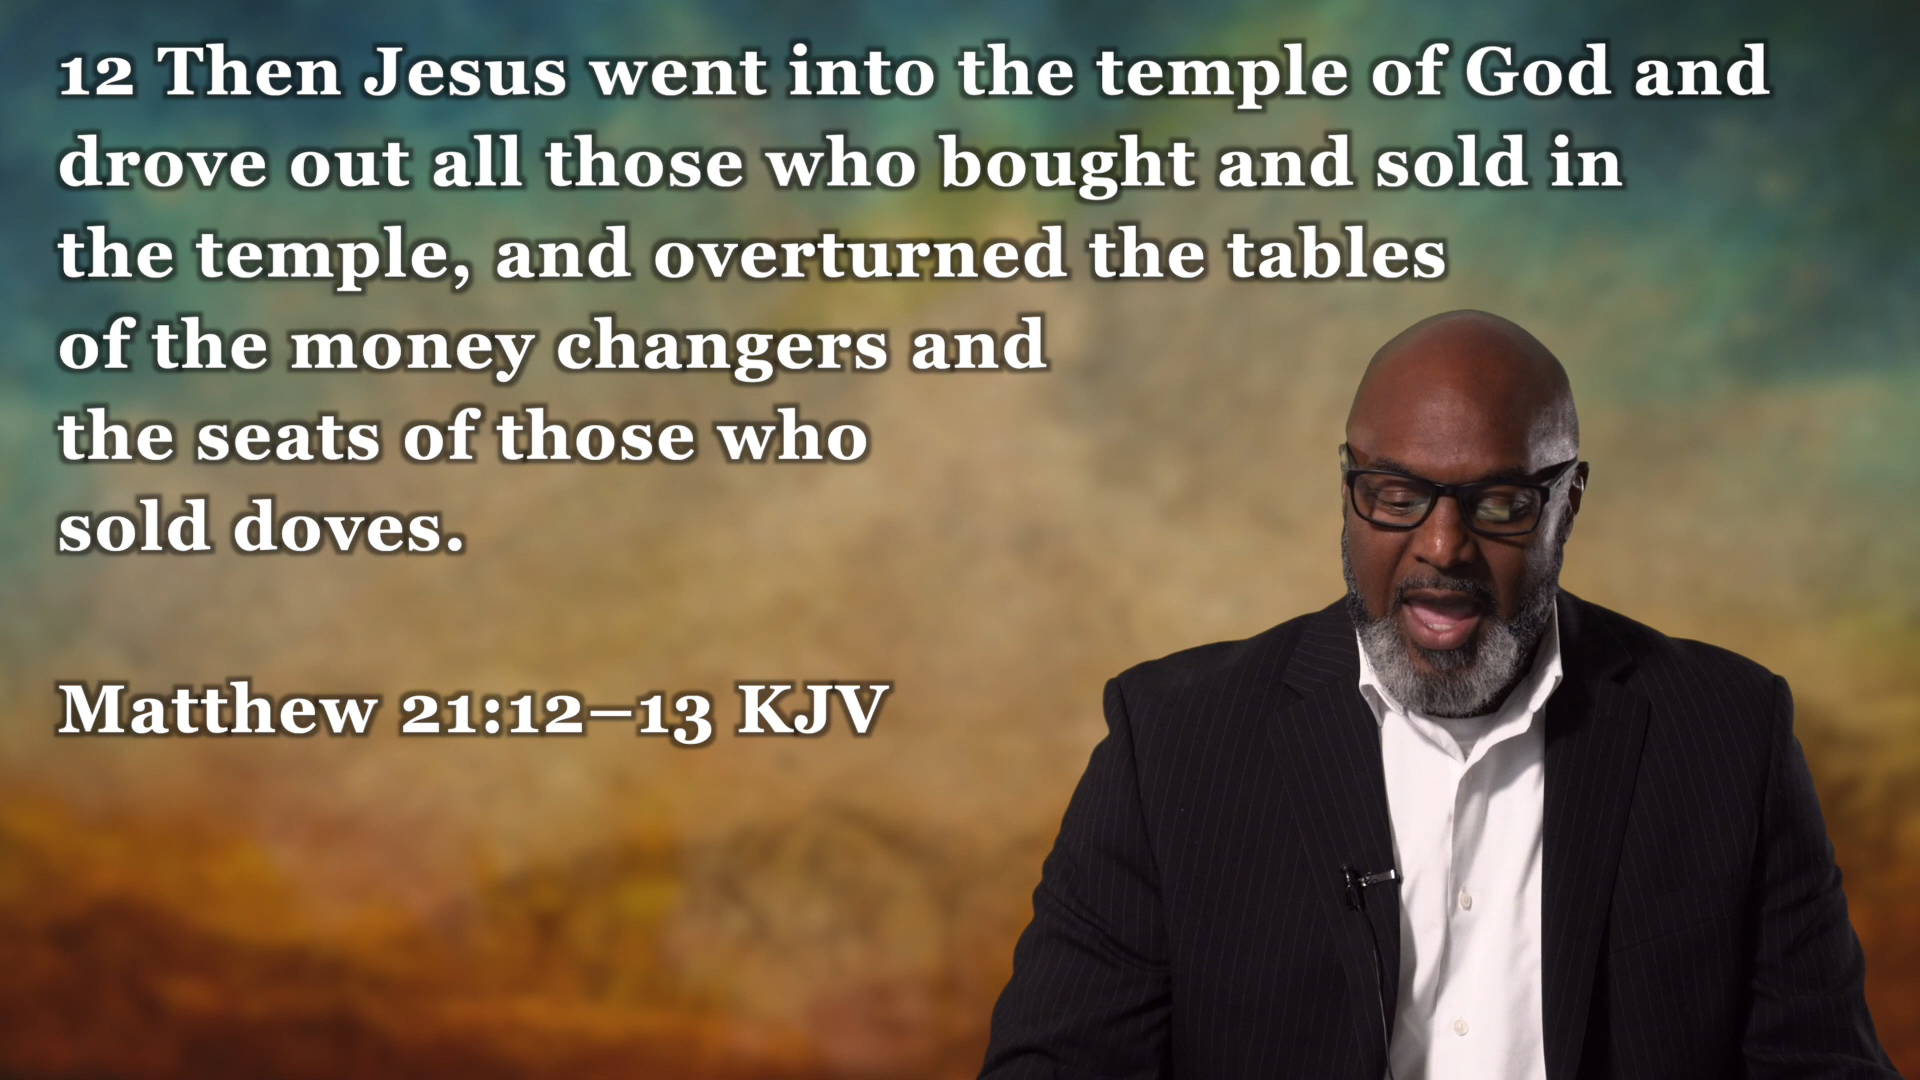 12 Then Jesus went into the temple of God and
drove out all those who bought and sold in
the temple, and overturned the tables
of the money changers and
the seats of those who
sold doves.
Matthew 21:12–13 KJV